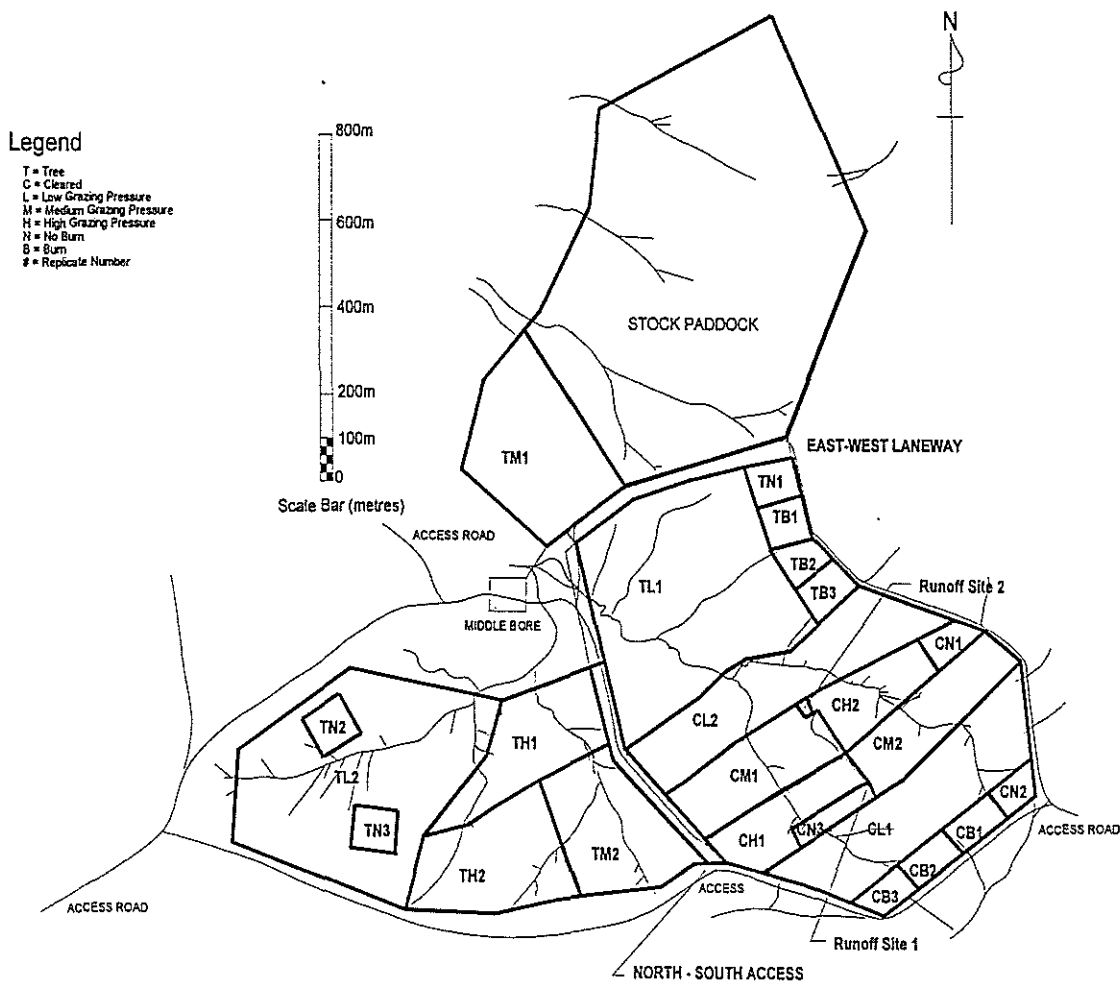 N
Legend
T = Tree
C = Cleared
L = Low Grazing Pressure
M = Medium Grazing Pressure
H = High Grazing Pressure
N = No Burn
B = Burn
# = Replicate Number
800m
600m
400m
200m
100m
0
Scale Bar (metres)
STOCK PADDOCK
EAST-WEST LANEWAY
TM1
TN1
TB1
ACCESS ROAD
TB2
TL1
TB3
Runoff Site 2
MIDDLE BORE
CN1
CH2
TN2
CL2
TH1
CM2
CM1
TL2
CN2
TN3
CN3
CL1
CB1
ACCESS ROAD
CH1
TM2
CB2
TH2
ACCESS
CB3
ACCESS ROAD
Runoff Site 1
NORTH - SOUTH ACCESS